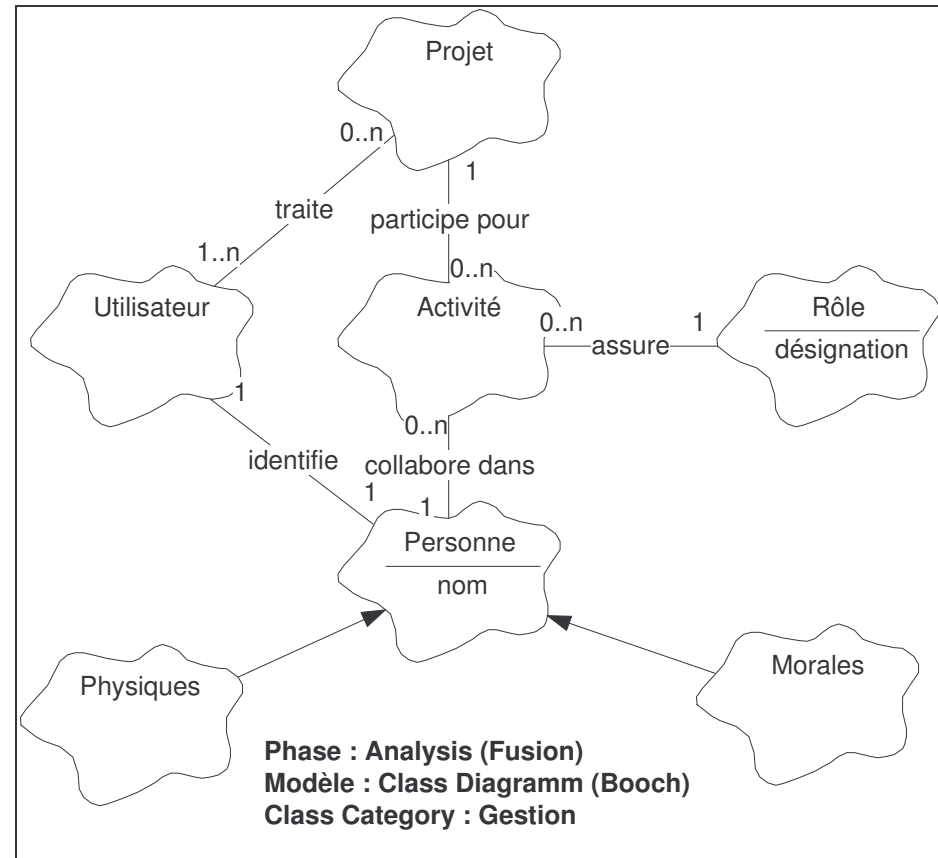 Projet
0..n
1
traite
participe pour
1..n
0..n
Utilisateur
Activité
Rôle
0..n
1
assure
désignation
1
0..n
identifie
collabore dans
1
1
Personne
nom
Physiques
Morales
Phase : Analysis (Fusion)
Modèle : Class Diagramm (Booch)
Class Category : Gestion